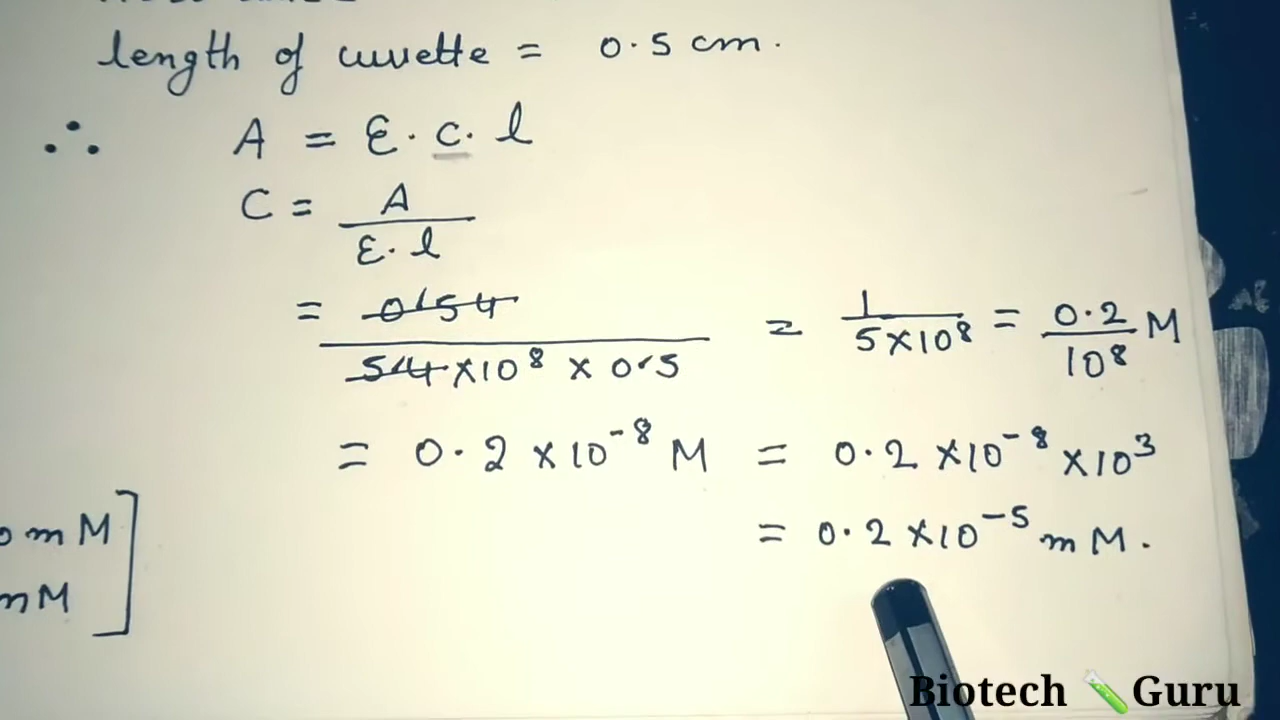 length of cuvette = 0.5 cm.
∴ A = ε.c.l
C = A / ε.l
= 0.54 / 54×10⁸ × 0.5 = 1 / 5×10⁸ = 0.2 / 10⁸ M
= 0.2 ×10⁻⁸ M = 0.2 ×10⁻⁸ ×10³
= 0.2 ×10⁻⁵ mM.
mM
nM
Biotech Guru